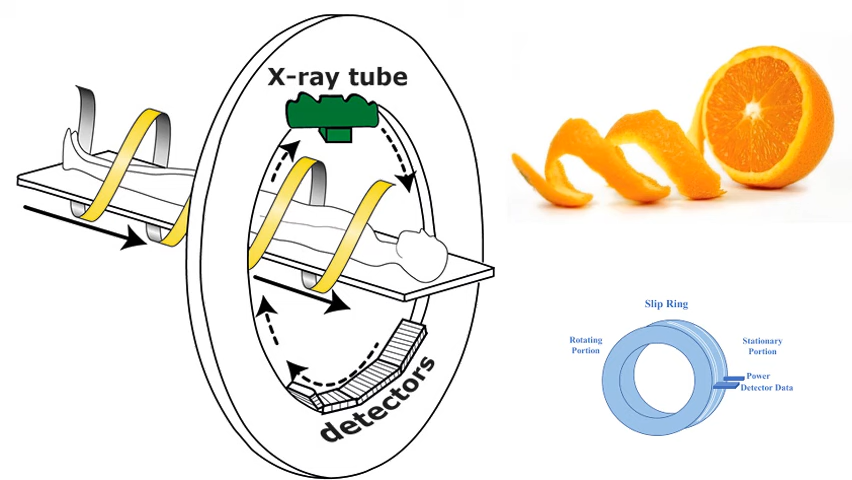 X-ray tube
detectors
Slip Ring
Rotating
Portion
Stationary
Portion
Power
Detector Data